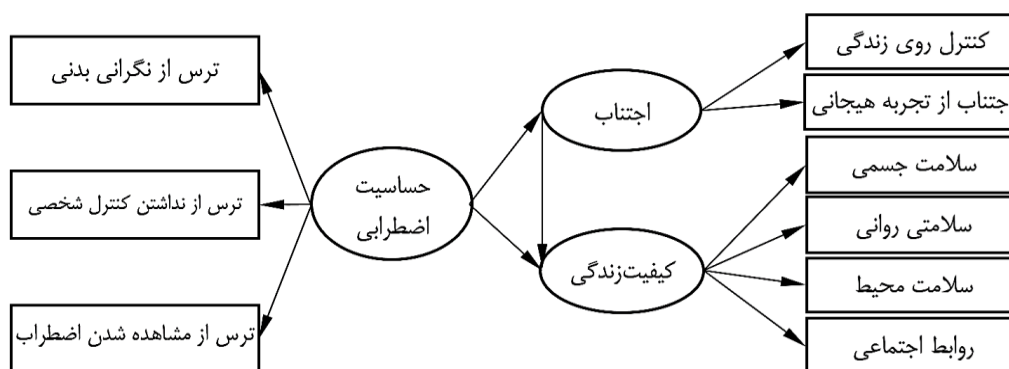 کنترل روی زندگی
جتناب از تجربه هیجانی
سلامت جسمی
سلامتی روانی
سلامت محیط
روابط اجتماعی
اجتناب
کیفیت‌زندگی
حساسیت
اضطرابی
ترس از نگرانی بدنی
ترس از نداشتن کنترل شخصی
ترس از مشاهده شدن اضطراب